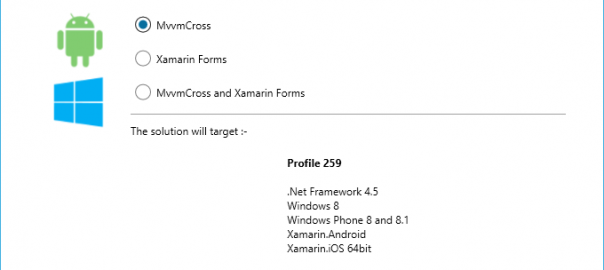 MvvmCross
Xamarin Forms
MvvmCross and Xamarin Forms
The solution will target :-
Profile 259
.Net Framework 4.5
Windows 8
Windows Phone 8 and 8.1
Xamarin.Android
Xamarin.iOS 64bit